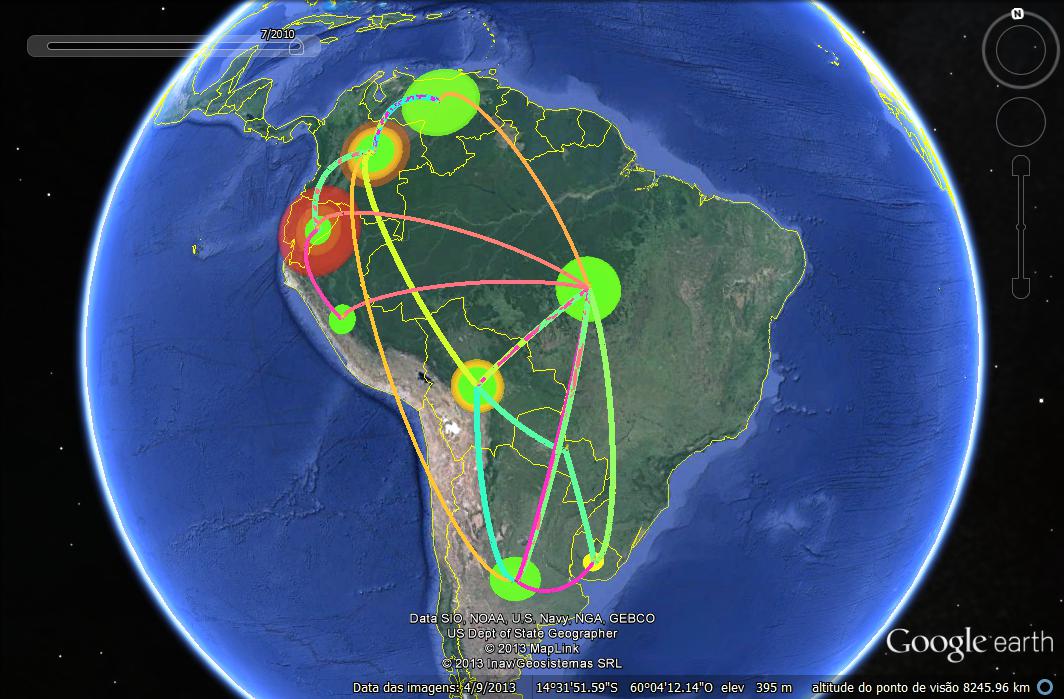 7/2010
N
Data SIO, NOAA, U.S. Navy, NGA, GEBCO
US Dept of State Geographer
© 2013 MapLink
© 2013 Inav/Geosistemas SRL
Google earth
Data das imagens: 4/9/2013 14°31'51.59"S 60°04'12.14"O elev 395 m altitude do ponto de visão 8245.96 km